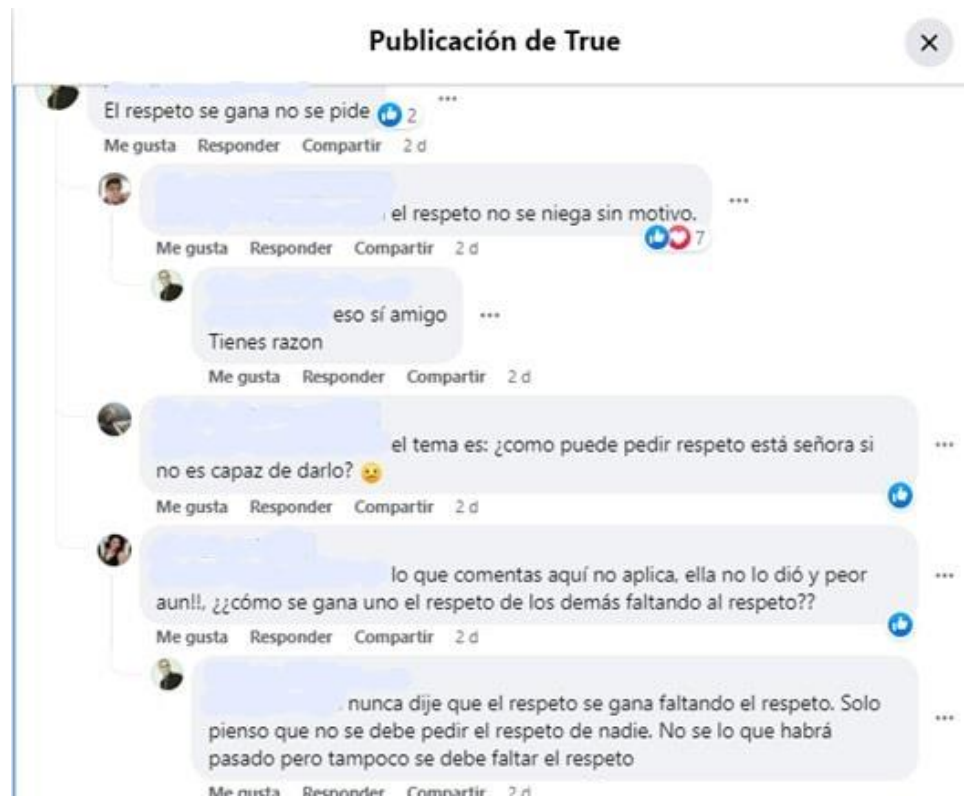 Publicación de True
El respeto se gana no se pide 2
Me gusta Responder Compartir 2 d
el respeto no se niega sin motivo.
7
Me gusta Responder Compartir 2 d
eso sí amigo
Tienes razon
Me gusta Responder Compartir 2 d
el tema es: ¿como puede pedir respeto está señora si
no es capaz de darlo? 😕
Me gusta Responder Compartir 2 d
lo que comentas aquí no aplica, ella no lo dió y peor
aun!!, ¿¿cómo se gana uno el respeto de los demás faltando al respeto??
Me gusta Responder Compartir 2 d
nunca dije que el respeto se gana faltando el respeto. Solo
pienso que no se debe pedir el respeto de nadie. No se lo que habrá
pasado pero tampoco se debe faltar el respeto
Me gusta Responder Compartir 2 d